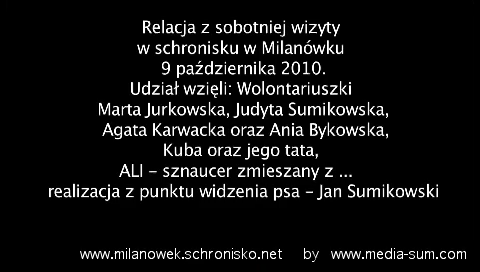 Relacja z sobotniej wizyty
w schronisku w Milanówku
9 października 2010.
Udział wzięli: Wolontariuszki
Marta Jurkowska, Judyta Sumikowska,
Agata Karwacka oraz Ania Bykowska,
Kuba oraz jego tata,
ALI - sznaucer zmieszany z ...
realizacja z punktu widzenia psa - Jan Sumikowski
www.milanowek.schronisko.net by www.media-sum.com